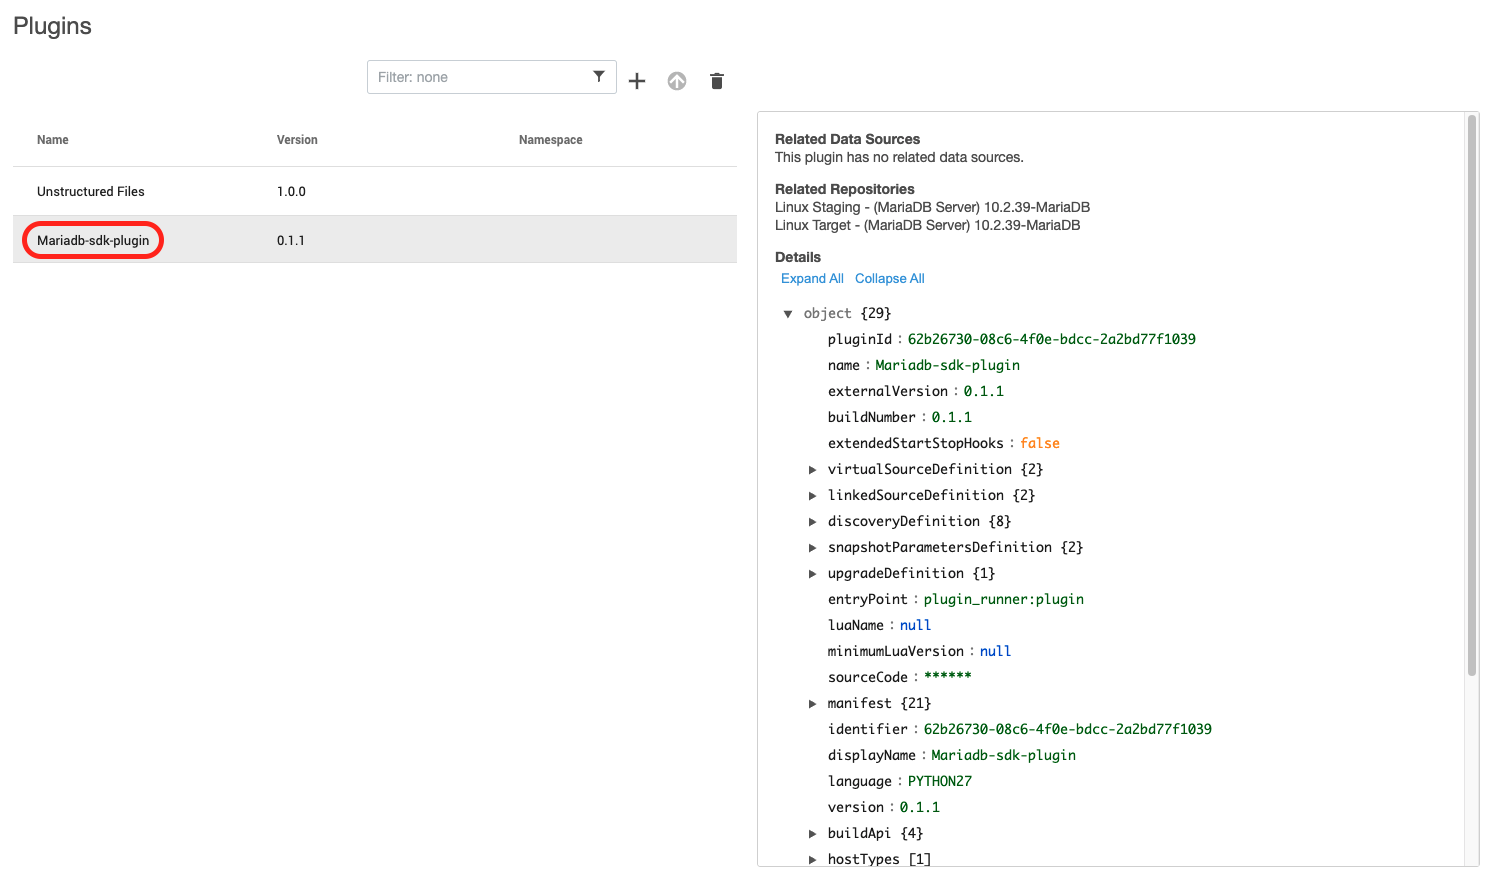 Plugins
Filter: none
Name Version Namespace
Unstructured Files 1.0.0
Mariadb-sdk-plugin 0.1.1
Related Data Sources
This plugin has no related data sources.
Related Repositories
Linux Staging - (MariaDB Server) 10.2.39-MariaDB
Linux Target - (MariaDB Server) 10.2.39-MariaDB
Details
Expand All Collapse All
object {29}
pluginId : 62b26730-08c6-4f0e-bdcc-2a2bd77f1039
name : Mariadb-sdk-plugin
externalVersion : 0.1.1
buildNumber : 0.1.1
extendedStartStopHooks : false
virtualSourceDefinition {2}
linkedSourceDefinition {2}
discoveryDefinition {8}
snapshotParametersDefinition {2}
upgradeDefinition {1}
entryPoint : plugin_runner:plugin
luaName : null
minimumLuaVersion : null
sourceCode : ******
manifest {21}
identifier : 62b26730-08c6-4f0e-bdcc-2a2bd77f1039
displayName : Mariadb-sdk-plugin
language : PYTHON27
version : 0.1.1
buildApi {4}
hostTypes [1]